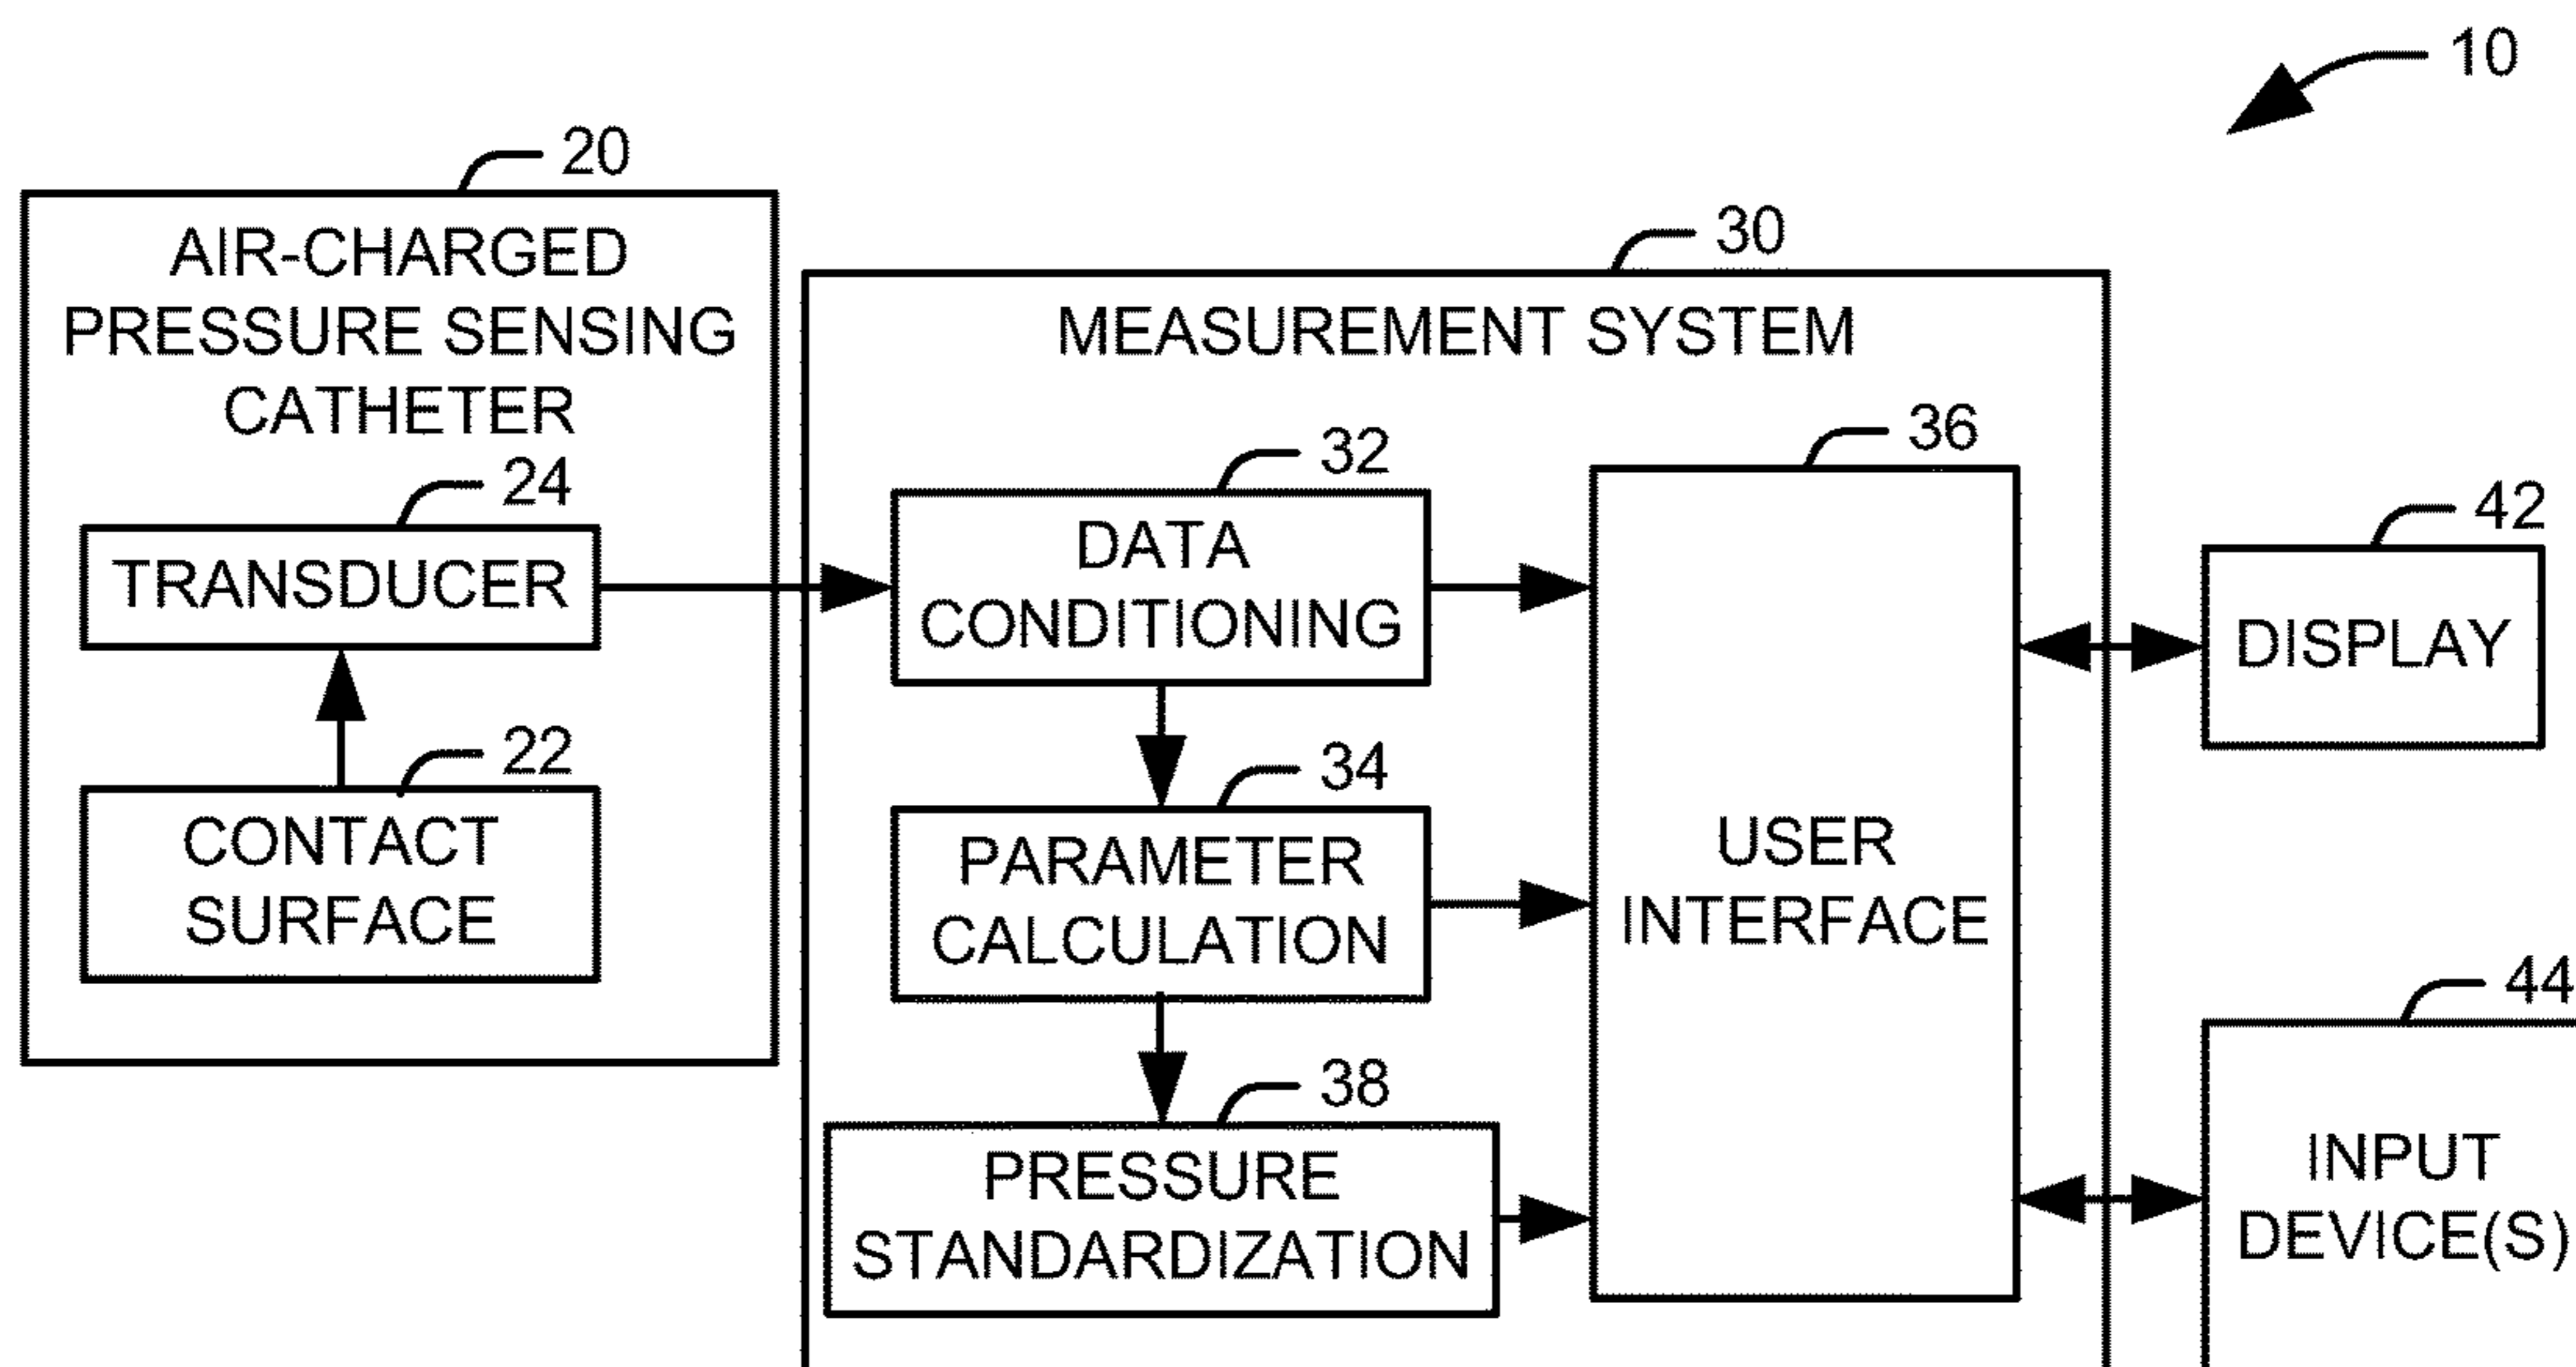 10
20
AIR-CHARGED
PRESSURE SENSING
CATHETER
24
TRANSDUCER
22
CONTACT
SURFACE
30
MEASUREMENT SYSTEM
32
DATA
CONDITIONING
34
PARAMETER
CALCULATION
38
PRESSURE
STANDARDIZATION
36
USER
INTERFACE
42
DISPLAY
44
INPUT
DEVICE(S)